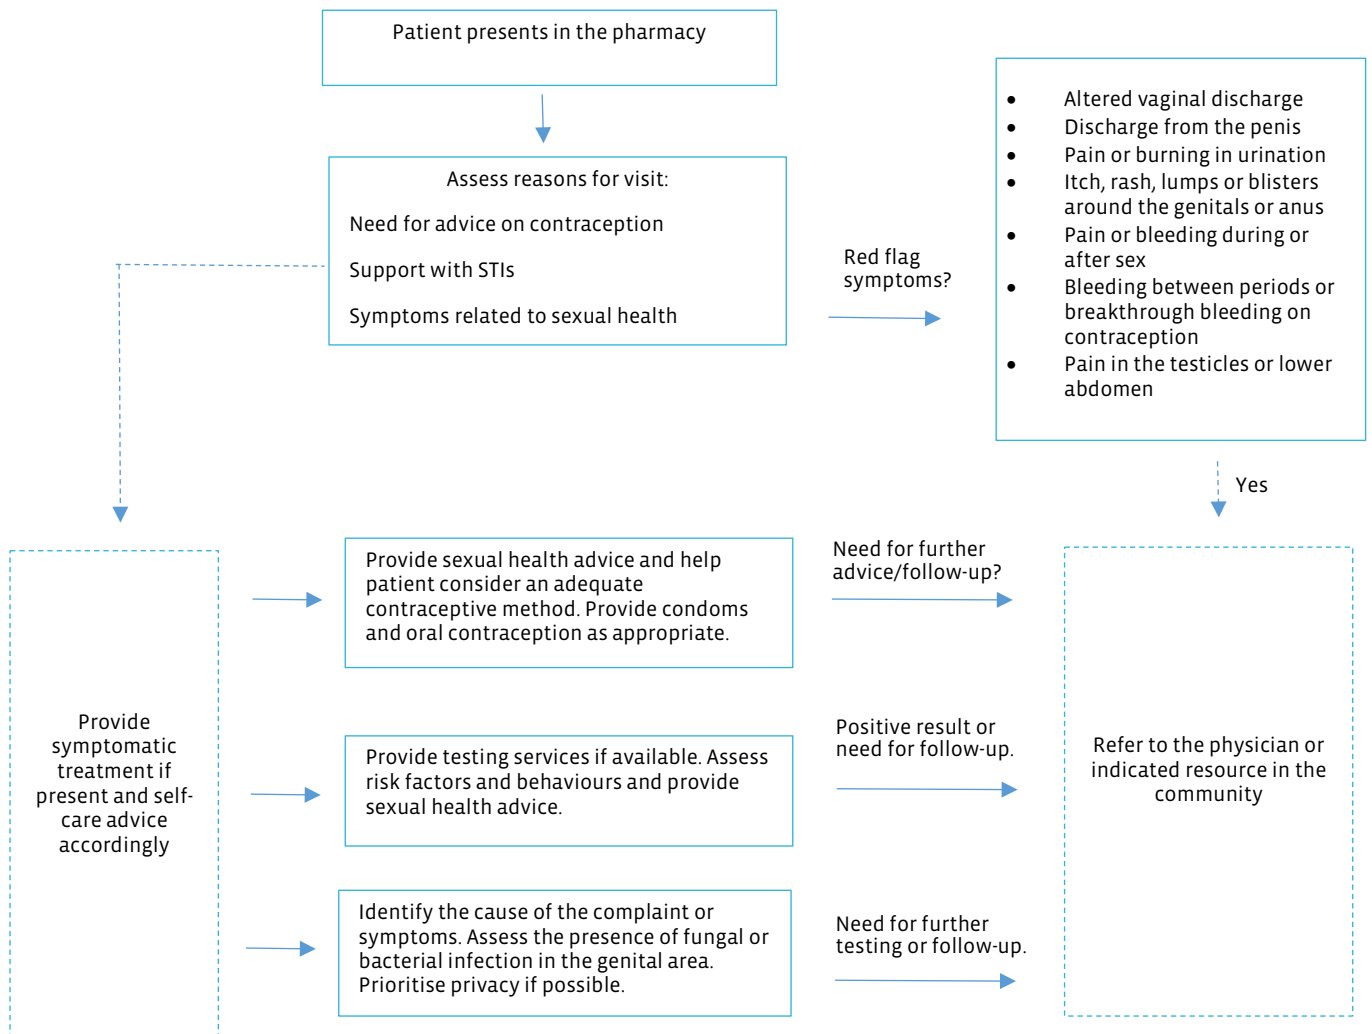 Patient presents in the pharmacy
Assess reasons for visit:
Need for advice on contraception
Support with STIs
Symptoms related to sexual health
Red flag
symptoms?
• Altered vaginal discharge
• Discharge from the penis
• Pain or burning in urination
• Itch, rash, lumps or blisters
around the genitals or anus
• Pain or bleeding during or
after sex
• Bleeding between periods or
breakthrough bleeding on
contraception
• Pain in the testicles or lower
abdomen
Yes
Provide
symptomatic
treatment if
present and self-
care advice
accordingly
Provide sexual health advice and help
patient consider an adequate
contraceptive method. Provide condoms
and oral contraception as appropriate.
Need for further
advice/follow-up?
Provide testing services if available. Assess
risk factors and behaviours and provide
sexual health advice.
Positive result or
need for follow-up.
Identify the cause of the complaint or
symptoms. Assess the presence of fungal or
bacterial infection in the genital area.
Prioritise privacy if possible.
Need for further
testing or follow-up.
Refer to the physician or
indicated resource in the
community